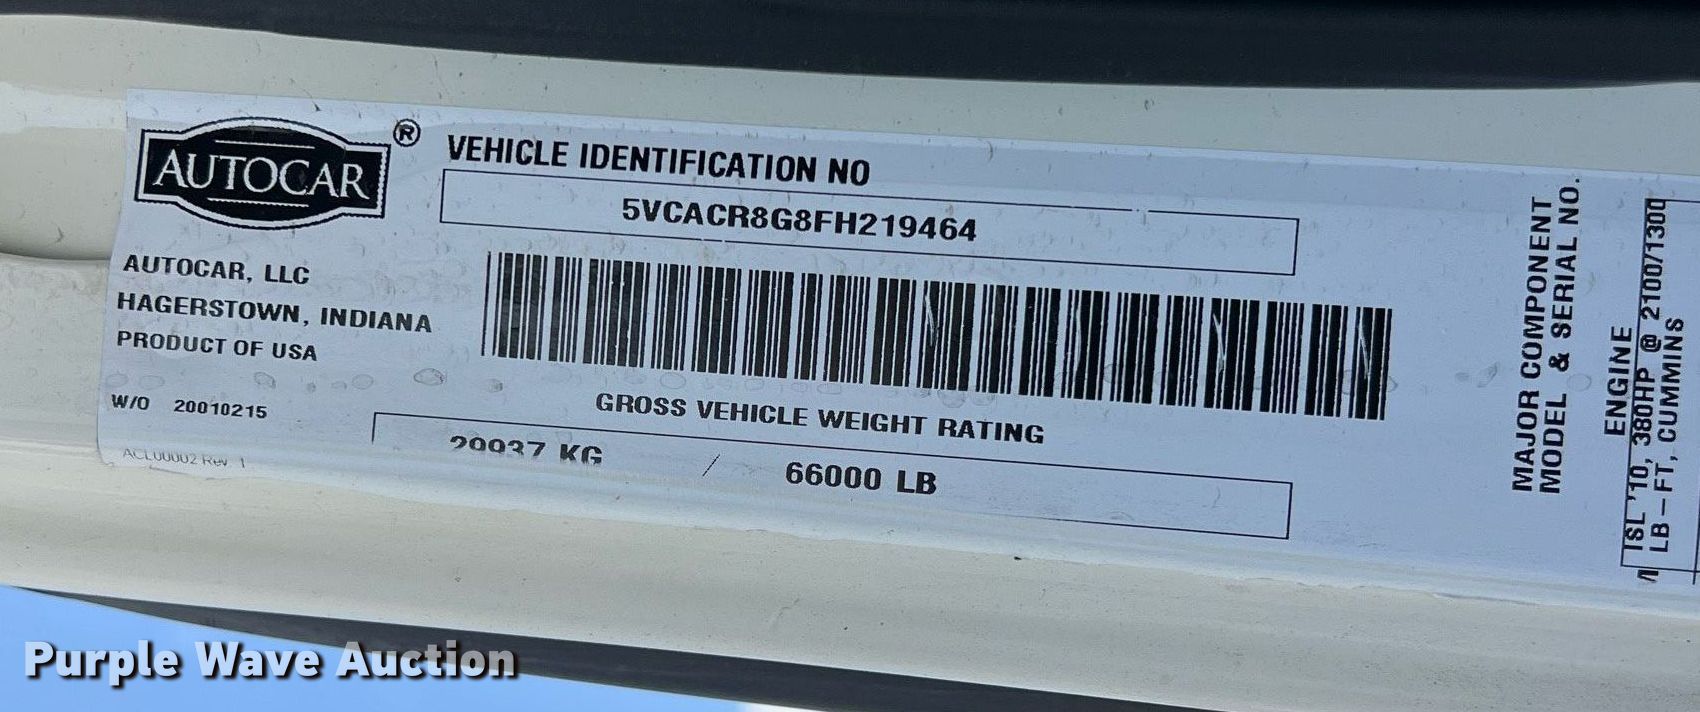 AUTOCAR ®
AUTOCAR, LLC
HAGERSTOWN, INDIANA
PRODUCT OF USA
W/O 20010215
ACL00002 Rev 1
VEHICLE IDENTIFICATION NO
5VCACR8G8FH219464
GROSS VEHICLE WEIGHT RATING
29937 KG / 66000 LB
MAJOR COMPONENT
MODEL & SERIAL NO.
ENGINE
ISL '10, 380HP @ 2100/1300
LB-FT, CUMMINS
Purple Wave Auction